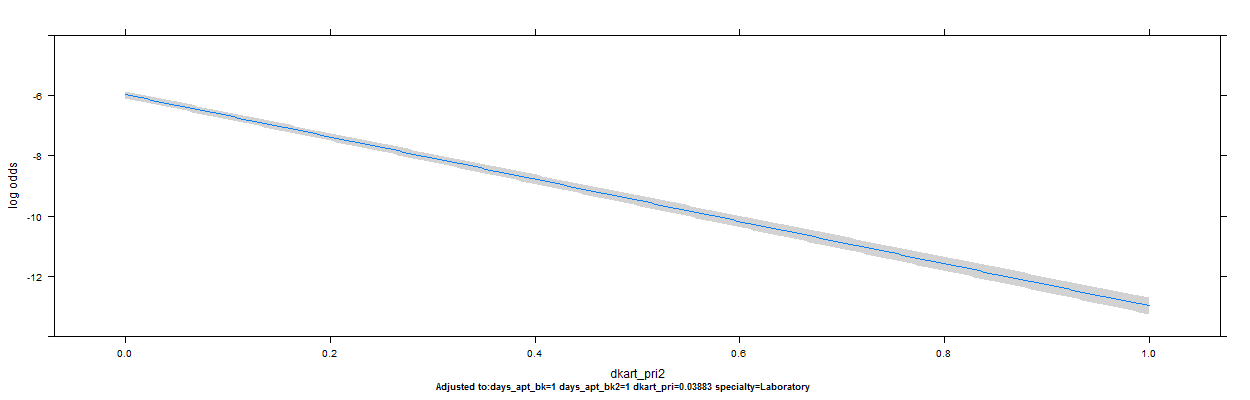 -6
-8
-10
-12
log odds
0.0 0.2 0.4 0.6 0.8 1.0
dkart_pri2
Adjusted to:days_apt_bk=1 days_apt_bk2=1 dkart_pri=0.03883 specialty=Laboratory